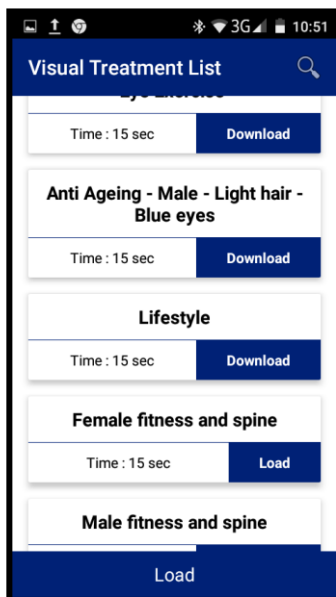 3G 10:51
Visual Treatment List
Eye Exercise
Time : 15 sec Download
Anti Ageing - Male - Light hair -
Blue eyes
Time : 15 sec Download
Lifestyle
Time : 15 sec Download
Female fitness and spine
Time : 15 sec Load
Male fitness and spine
Load